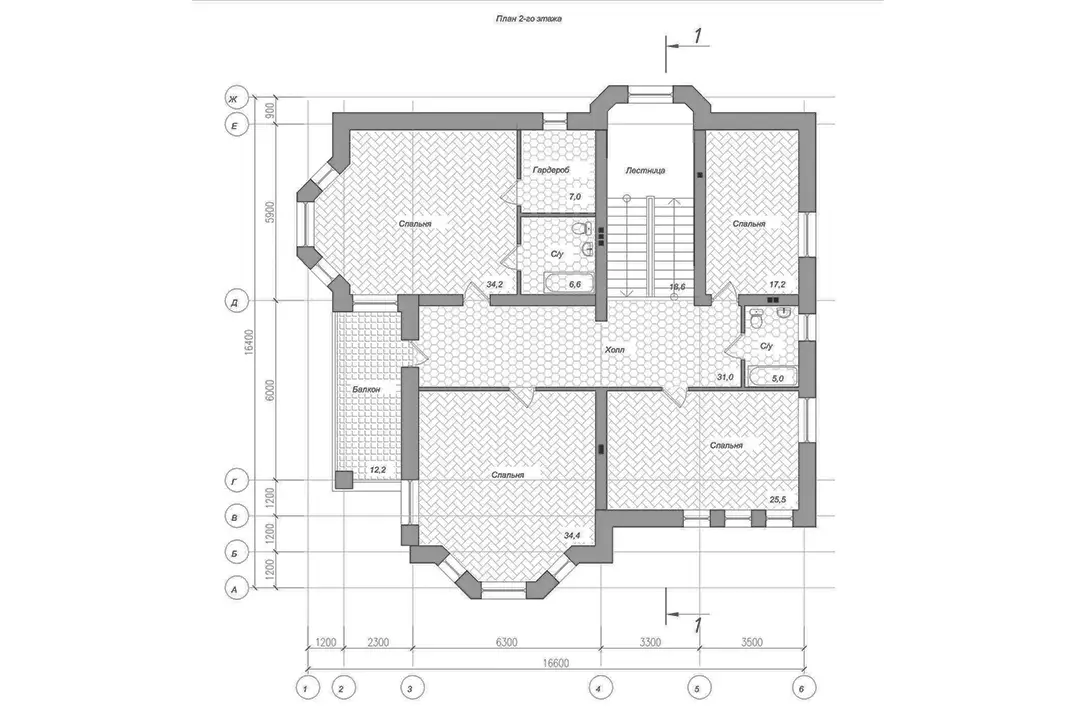 План 2-го этажа
1
Ж
900
Е
5900
Гардероб
7,0
Лестница
Спальня
Спальня
С/у
34,2
6,6
16,6
17,2
Д
16400
6000
Холл
31,0
С/у
5,0
Балкон
12,2
Спальня
Спальня
25,5
34,4
Г
1200
В
1200
Б
1200
А
1
1200
2300
6300
3300
3500
16600
1
2
3
4
5
6